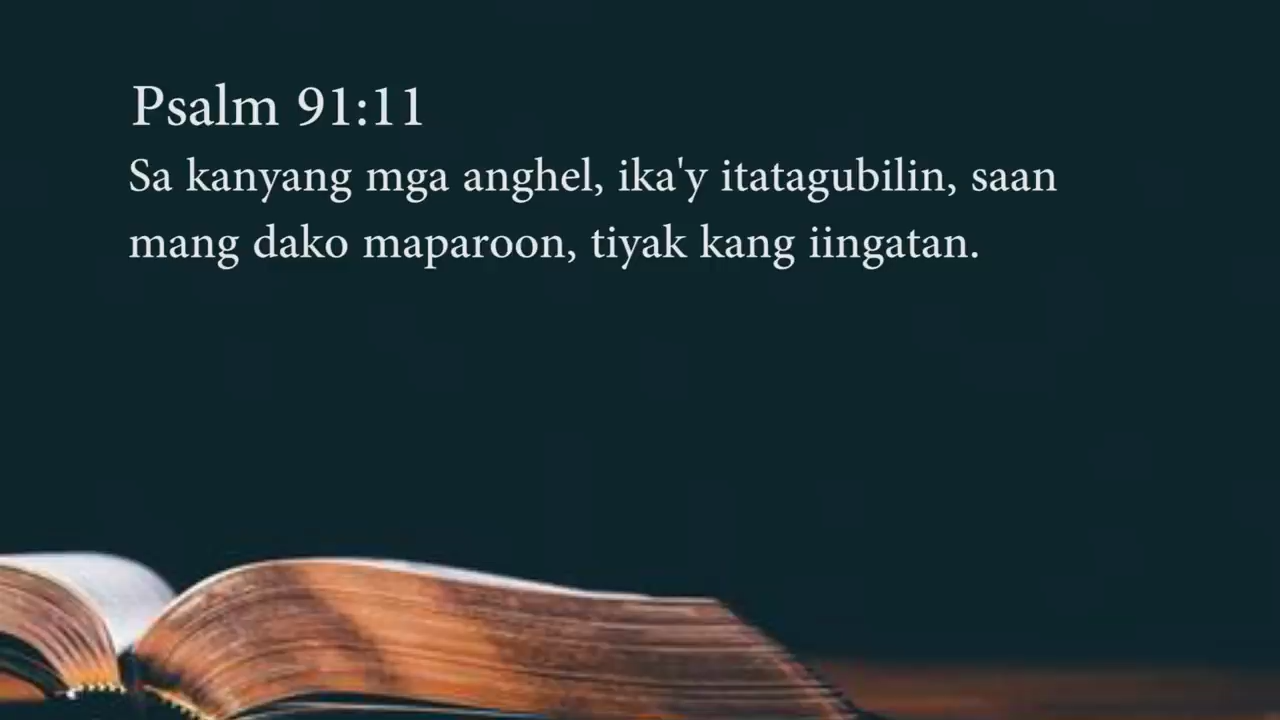 Psalm 91:11
Sa kanyang mga anghel, ika'y itatagubilin, saan
mang dako maparoon, tiyak kang iingatan.